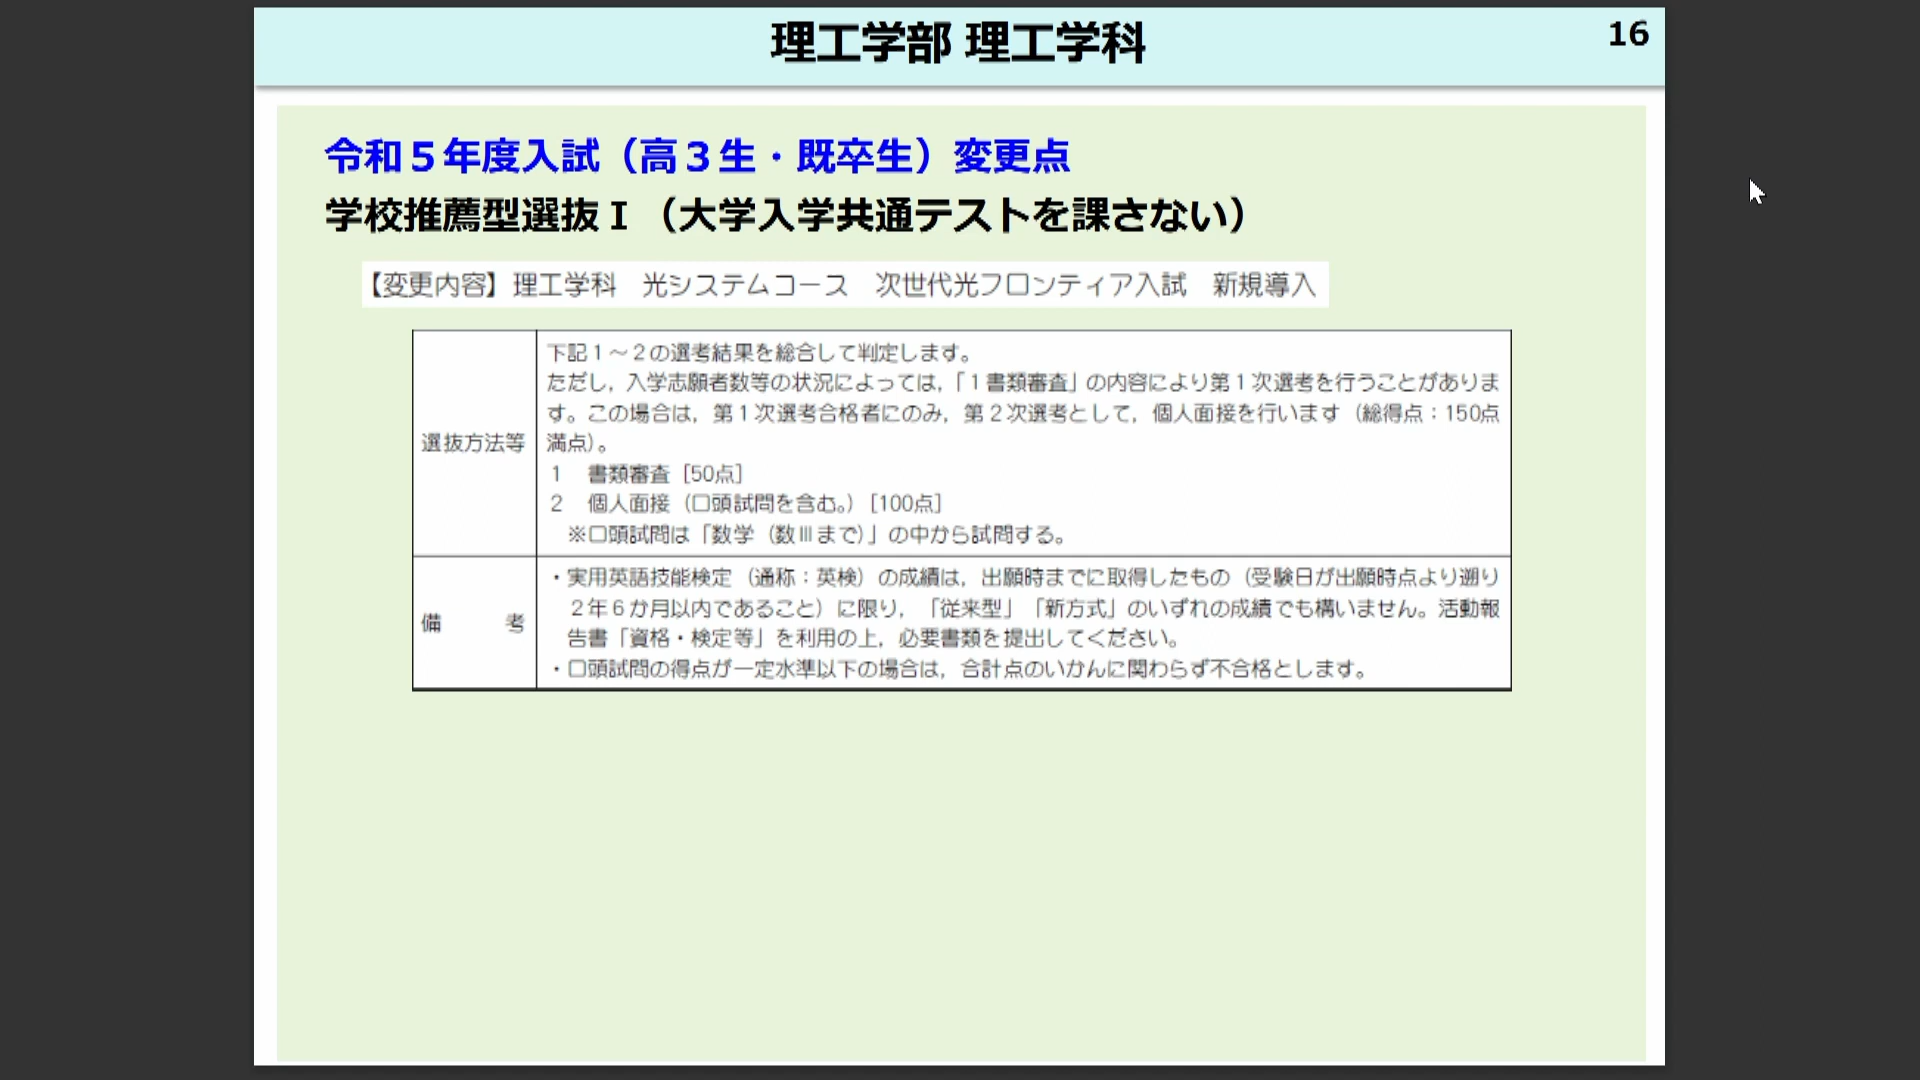 理工学部 理工学科
16
令和５年度入試（高３生・既卒生）変更点
学校推薦型選抜Ⅰ（大学入学共通テストを課さない）
【変更内容】理工学科　光システムコース　次世代光フロンティア入試　新規導入
選抜方法等
下記１～２の選考結果を総合して判定します。
ただし，入学志願者数等の状況によっては，「１書類審査」の内容により第１次選考を行うことがありま
す。この場合は，第１次選考合格者にのみ，第２次選考として，個人面接を行います（総得点：150点
満点）。
１　書類審査［50点］
２　個人面接（口頭試問を含む。）［100点］
※口頭試問は「数学（数Ⅲまで）」の中から試問する。
備　考
・実用英語技能検定（通称：英検）の成績は，出願時までに取得したもの（受験日が出願時点より遡り
２年６か月以内であること）に限り，「従来型」「新方式」のいずれの成績でも構いません。活動報
告書「資格・検定等」を利用の上，必要書類を提出してください。
・口頭試問の得点が一定水準以下の場合は，合計点のいかんに関わらず不合格とします。